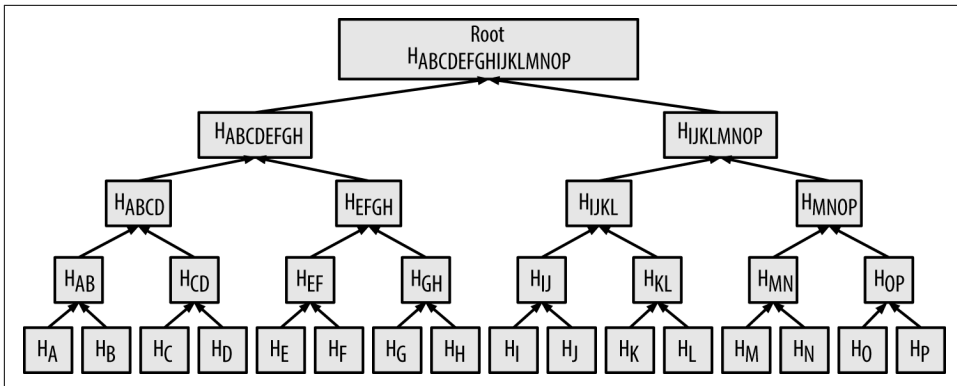 Root
HABCDEFGHIJKLMNOP
HABCDEFGH HIJKLMNOP
HABCD HEFGH HIJKL HMNOP
HAB HCD HEF HGH HIJ HKL HMN HOP
HA HB HC HD HE HF HG HH HI HJ HK HL HM HN HO HP